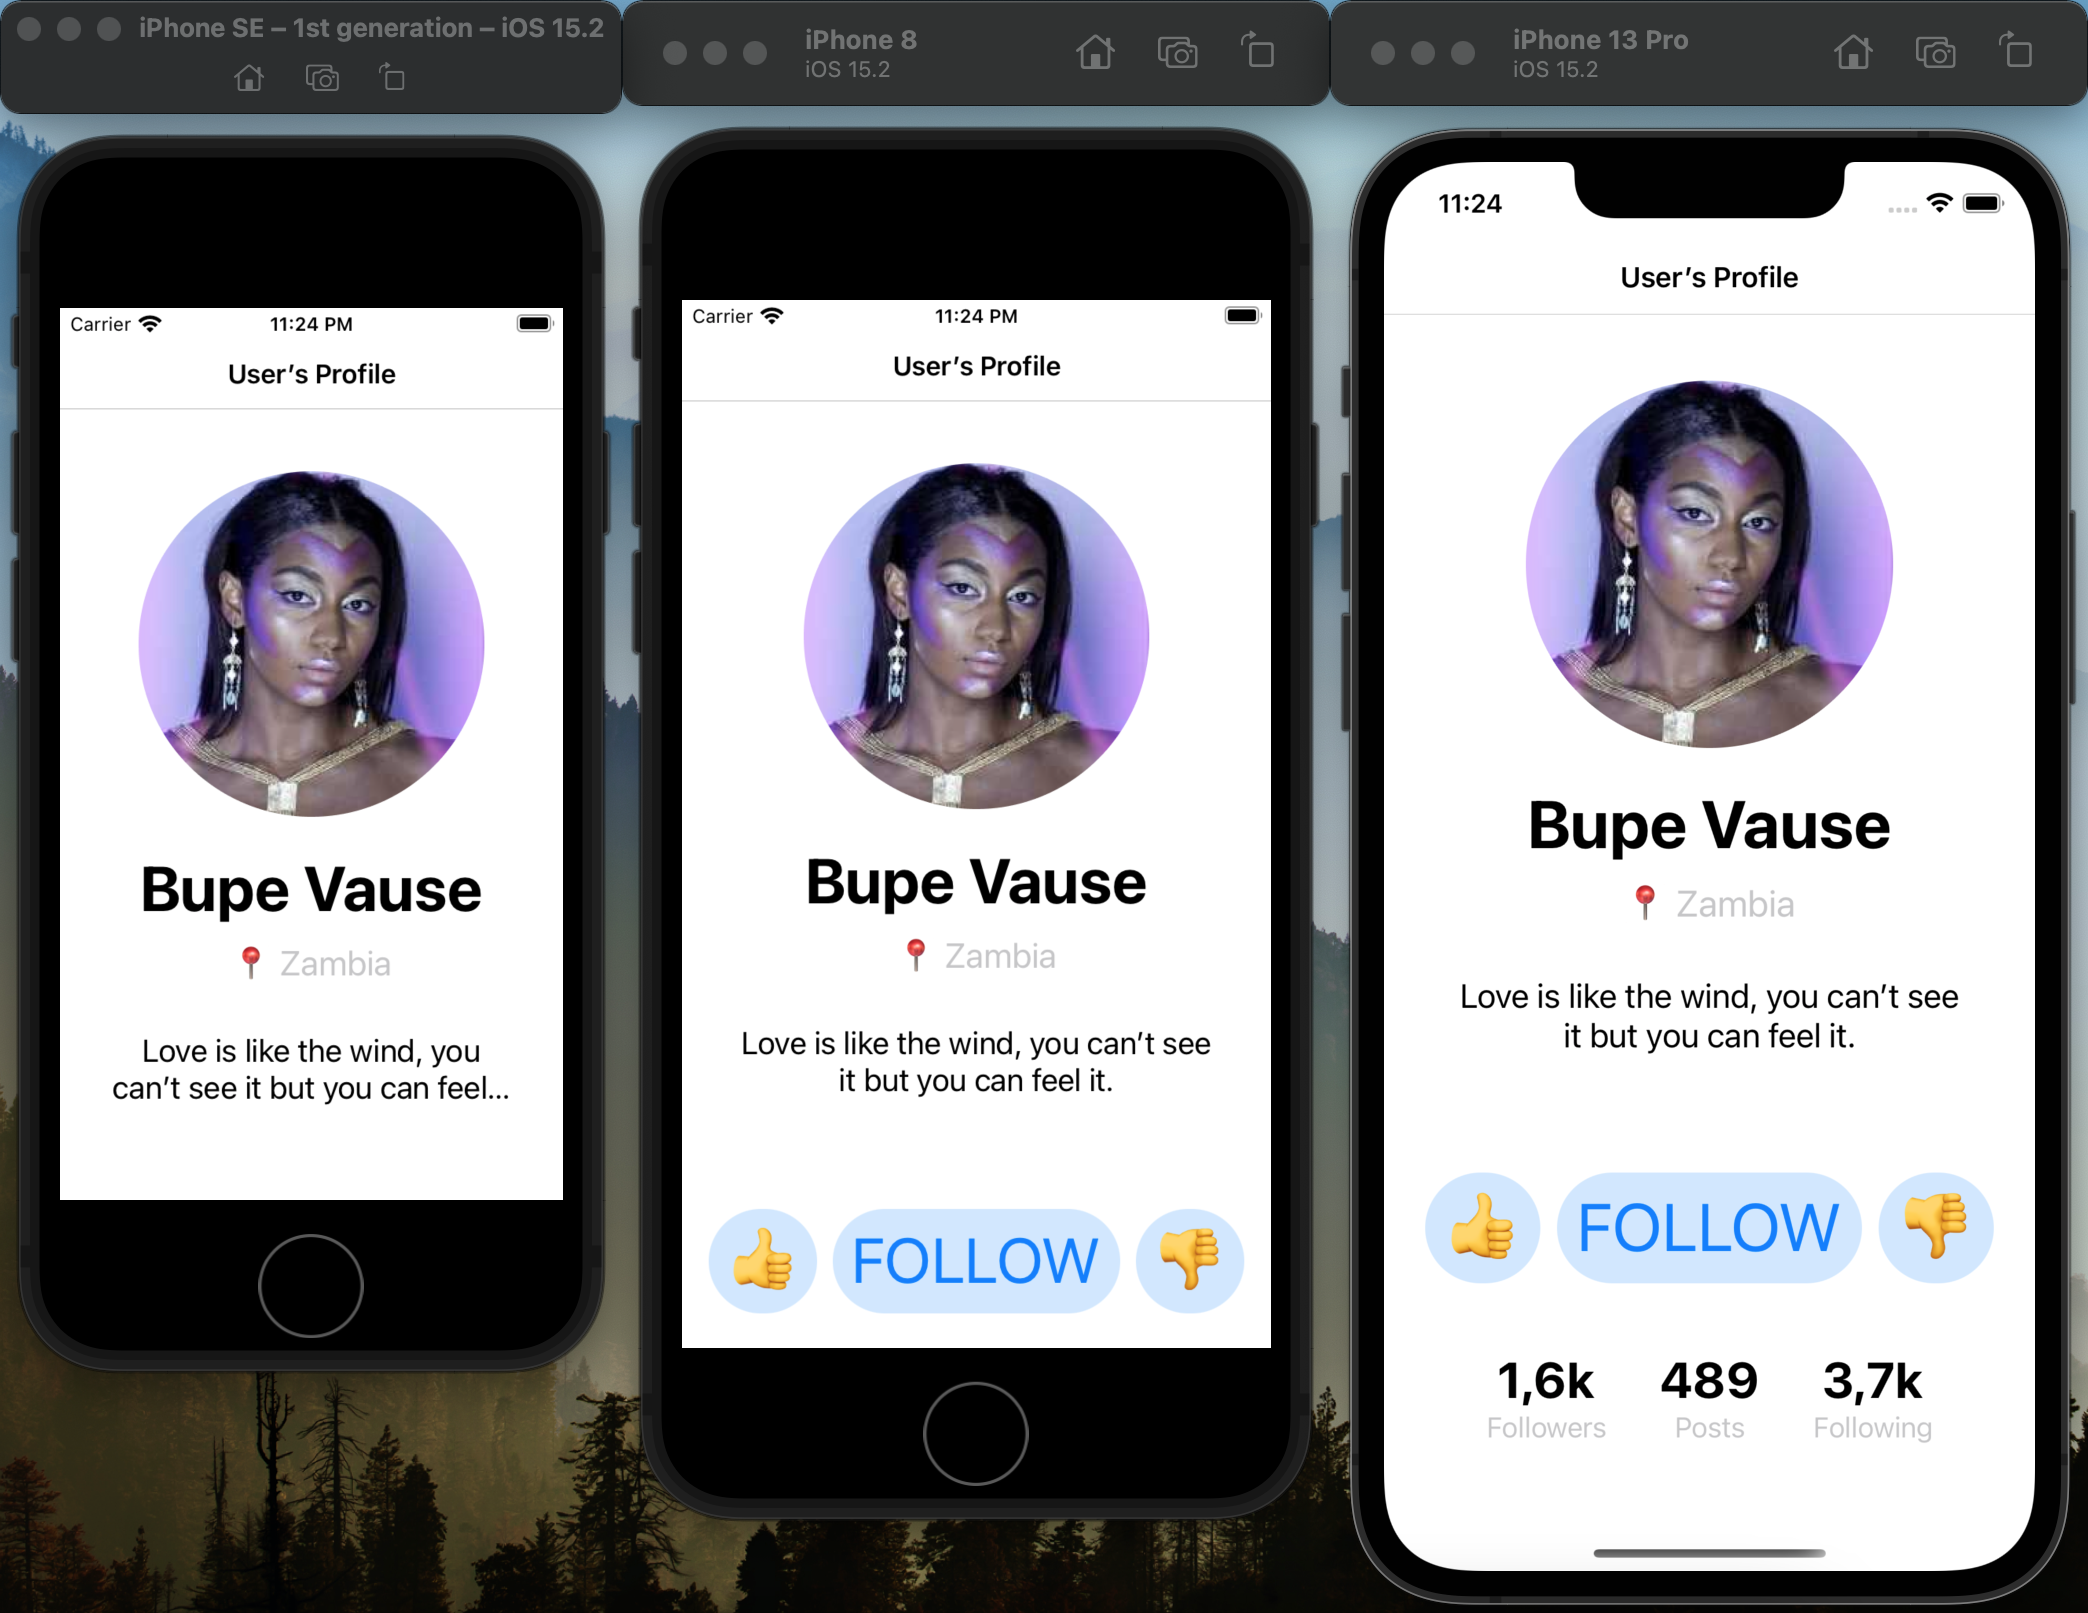 iPhone SE – 1st generation – iOS 15.2
Carrier
11:24 PM
User’s Profile
Bupe Vause
📍 Zambia
Love is like the wind, you
can’t see it but you can feel...
iPhone 8
iOS 15.2
Carrier
11:24 PM
User’s Profile
Bupe Vause
📍 Zambia
Love is like the wind, you can’t see
it but you can feel it.
👍 FOLLOW 👎
iPhone 13 Pro
iOS 15.2
11:24
User’s Profile
Bupe Vause
📍 Zambia
Love is like the wind, you can’t see
it but you can feel it.
👍 FOLLOW 👎
1,6k 489 3,7k
Followers Posts Following